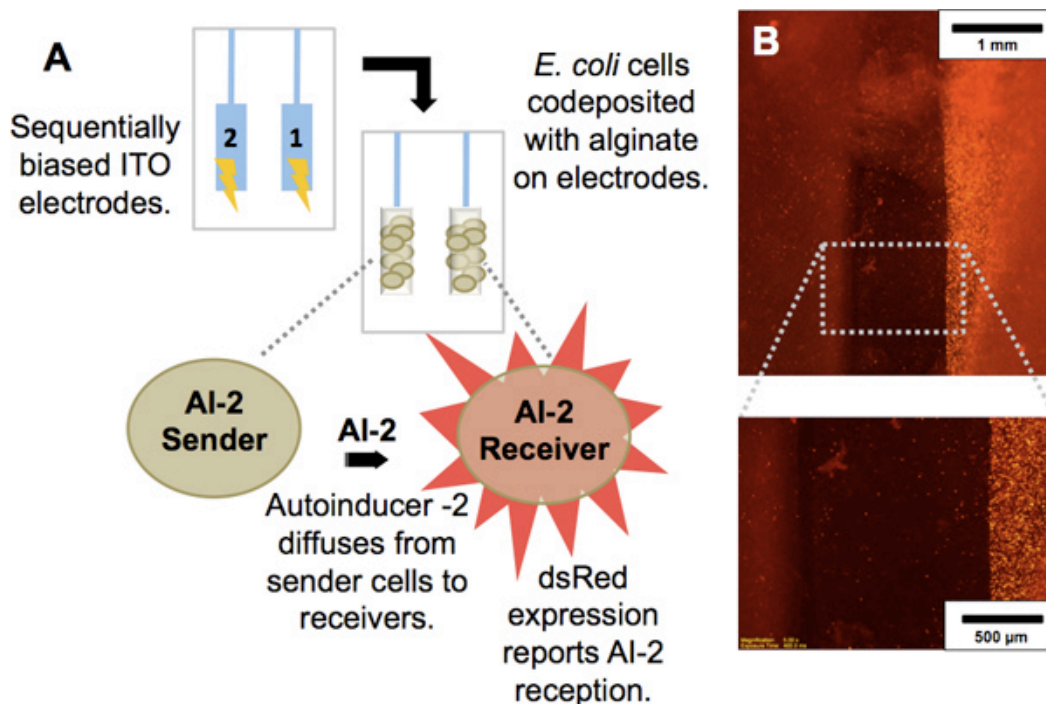 A
Sequentially
biased ITO
electrodes.
2
1
E. coli cells
codeposited
with alginate
on electrodes.
AI-2
Sender
AI-2
AI-2
Receiver
Autoinducer -2
diffuses from
sender cells to
receivers.
dsRed
expression
reports AI-2
reception.
B
1 mm
500 µm